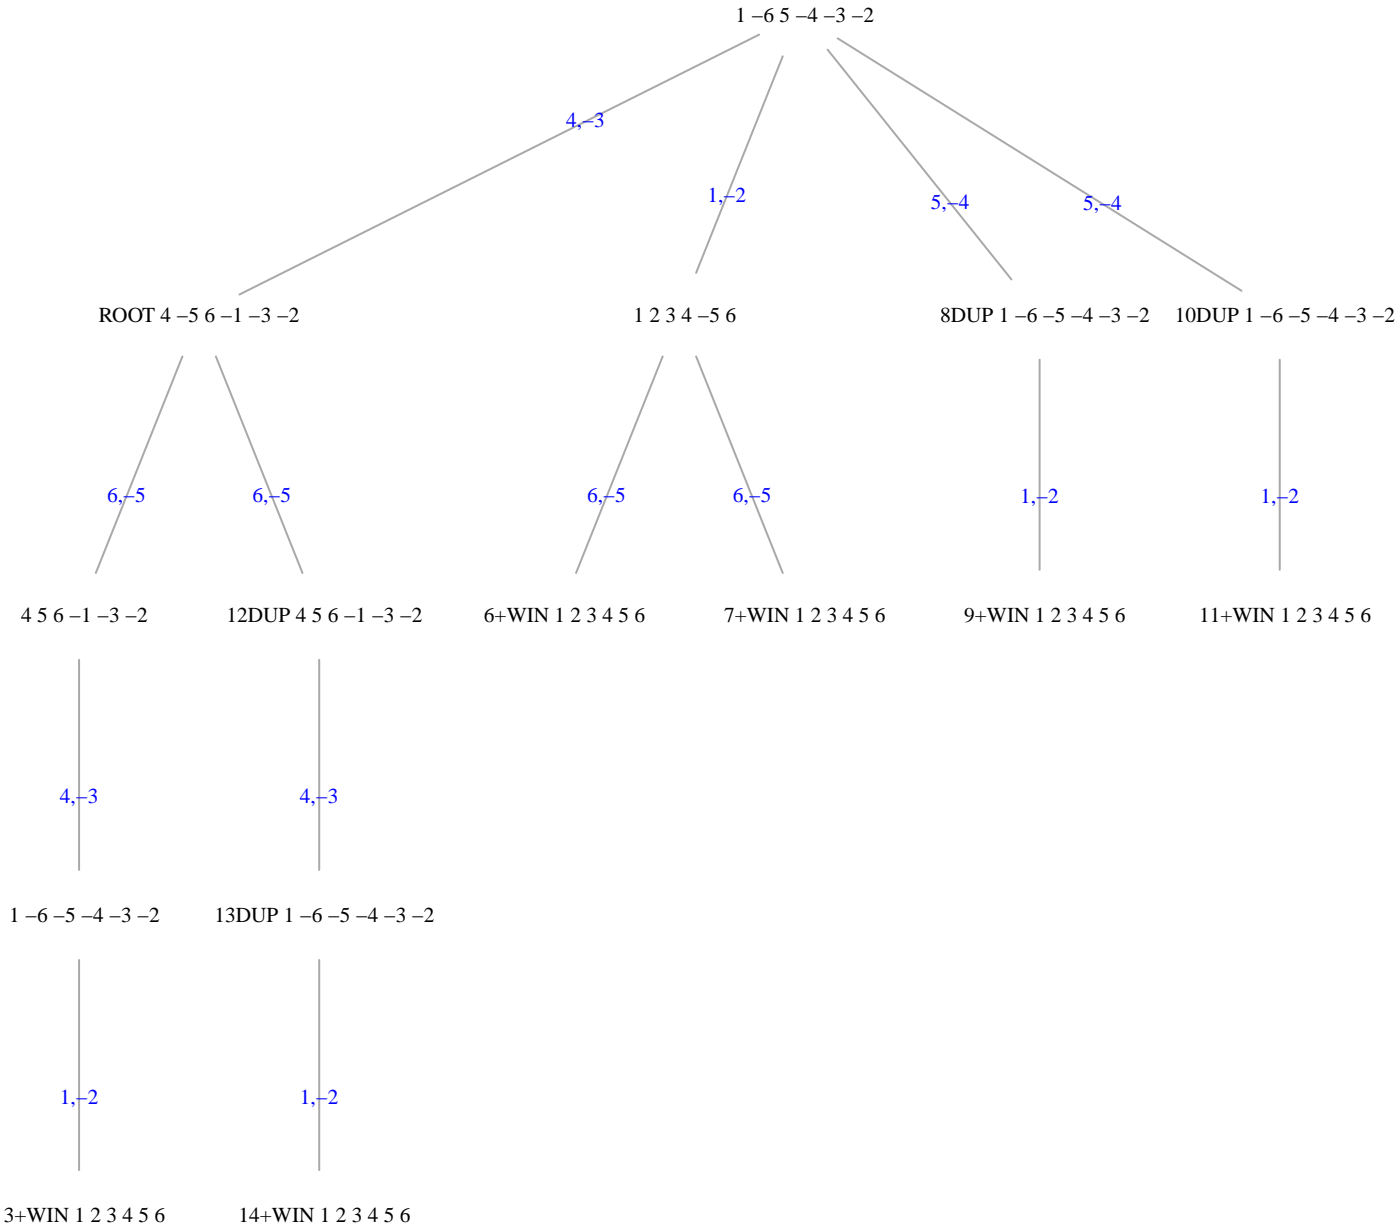 1 –6 5 –4 –3 –2
4,–3
1,–2
5,–4
5,–4
ROOT 4 –5 6 –1 –3 –2
1 2 3 4 –5 6
8DUP 1 –6 –5 –4 –3 –2
10DUP 1 –6 –5 –4 –3 –2
6,–5
6,–5
6,–5
6,–5
1,–2
1,–2
4 5 6 –1 –3 –2
12DUP 4 5 6 –1 –3 –2
6+WIN 1 2 3 4 5 6
7+WIN 1 2 3 4 5 6
9+WIN 1 2 3 4 5 6
11+WIN 1 2 3 4 5 6
4,–3
4,–3
1 –6 –5 –4 –3 –2
13DUP 1 –6 –5 –4 –3 –2
1,–2
1,–2
3+WIN 1 2 3 4 5 6
14+WIN 1 2 3 4 5 6